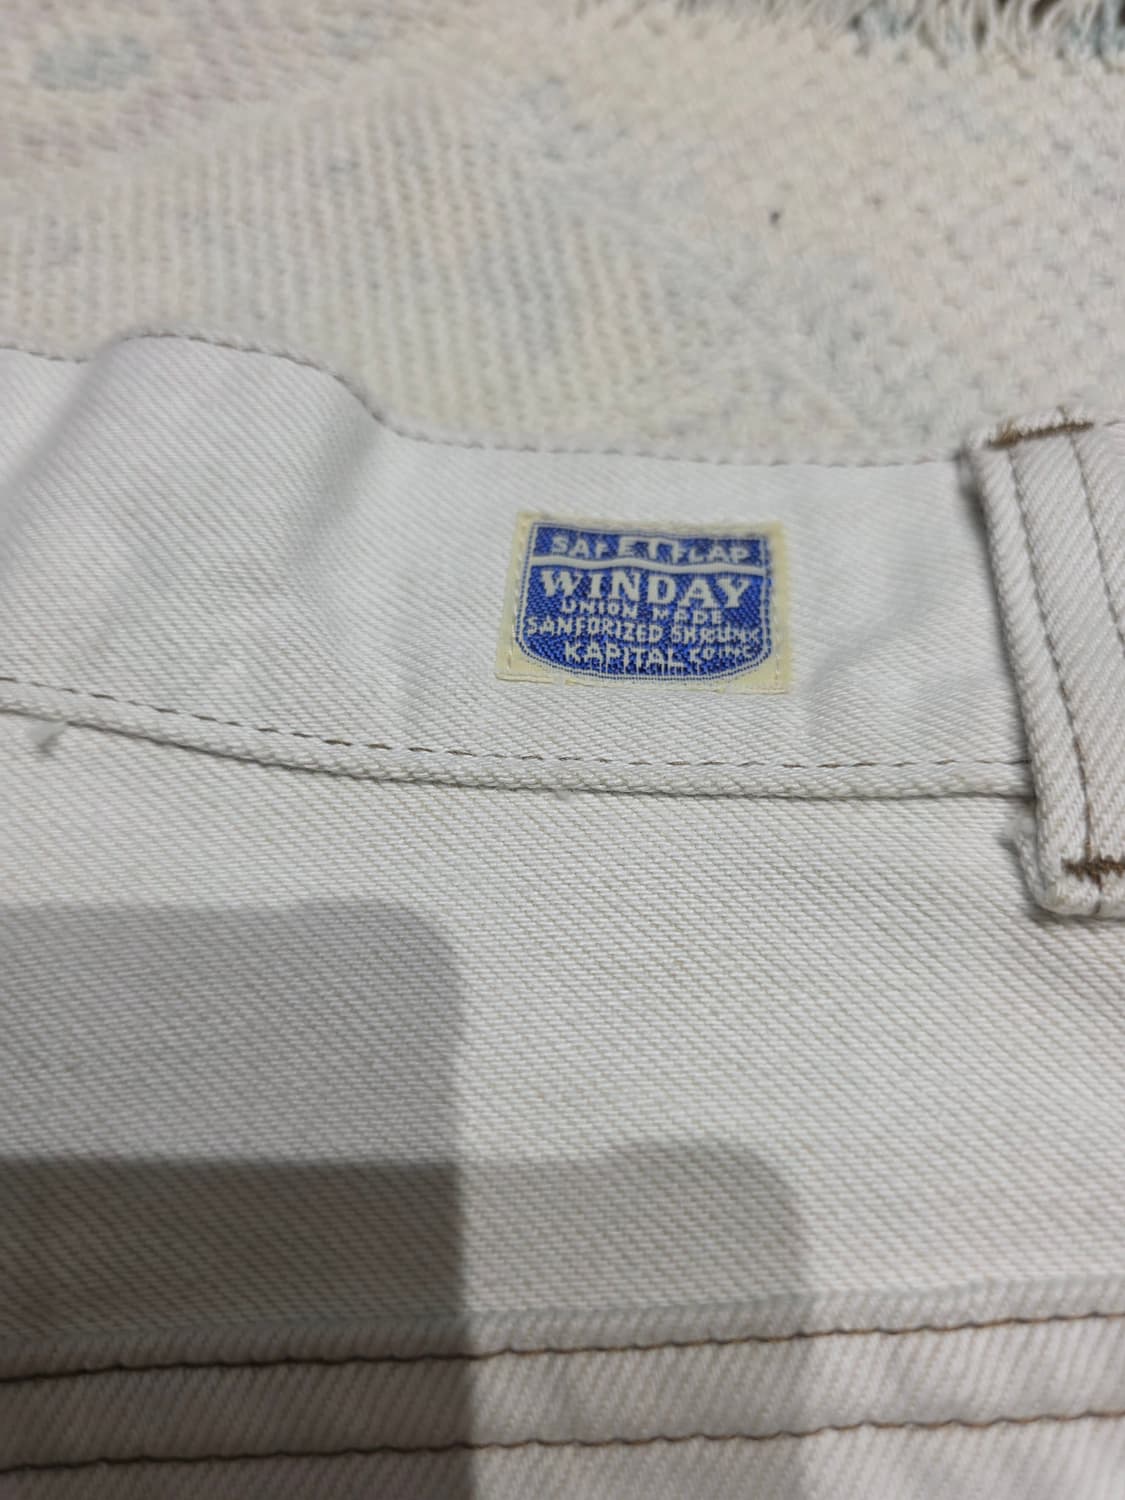 SAFETI FLAP
WINDAY
UNION MADE
SANFORIZED SHRUNK
KAPITAL CO INC